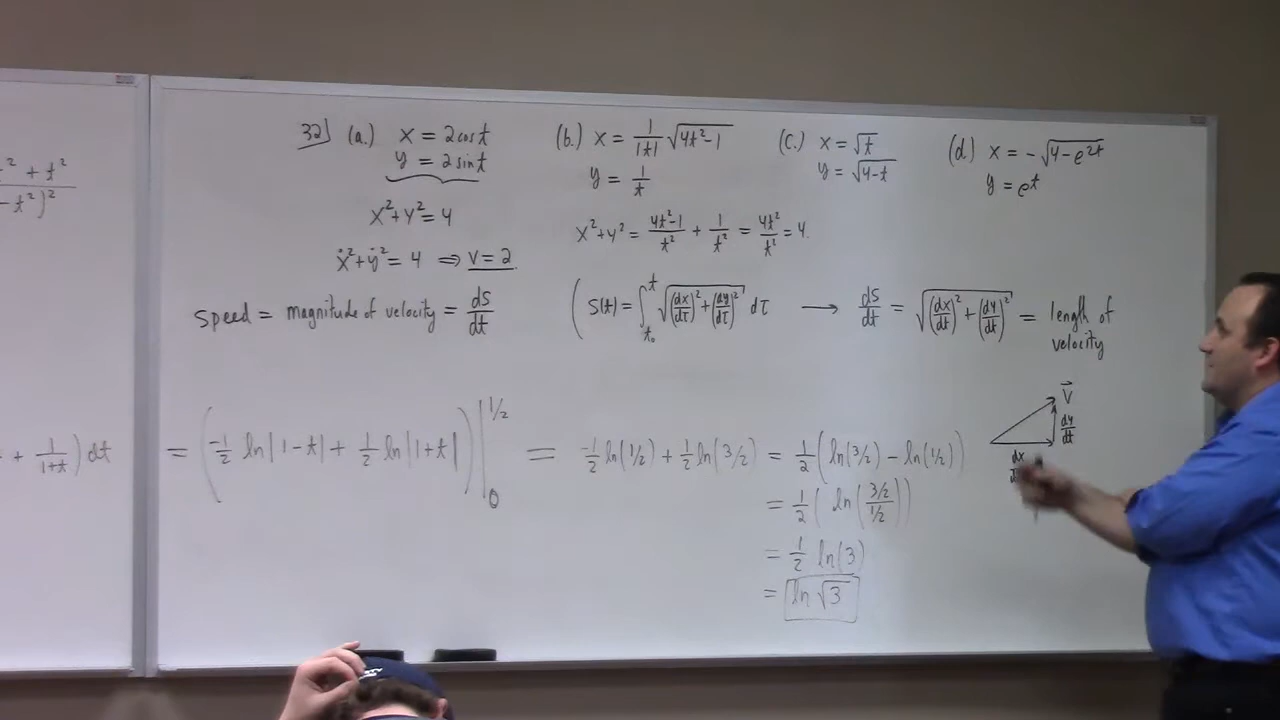 32) (a.) x = 2cost
y = 2sint
x²+y² = 4
ẋ²+ẏ² = 4 ⇒ v = 2
(b.) x = 1/|t| √(4t²-1)
y = 1/t
x²+y² = (4t²-1)/t² + 1/t² = 4t²/t² = 4.
(c.) x = √t
y = √(4-t)
(d.) x = -√(4-e^(2t))
y = e^t
speed = magnitude of velocity = ds/dt
( s(t) = ∫_{t₀}^{t} √((dx/dτ)²+(dy/dτ)²) dτ → ds/dt = √((dx/dt)²+(dy/dt)²) = length of
velocity
² + t²
-t²)²
+ 1/(1+t)) dt = (-1/2 ln|1-t| + 1/2 ln|1+t|)|_0^{1/2} = -1/2 ln(1/2) + 1/2 ln(3/2) = 1/2 (ln(3/2) - ln(1/2))
= 1/2 ( ln( (3/2)/(1/2) ) )
= 1/2 ln(3)
= ln √3
v⃗
dy/dt
dx